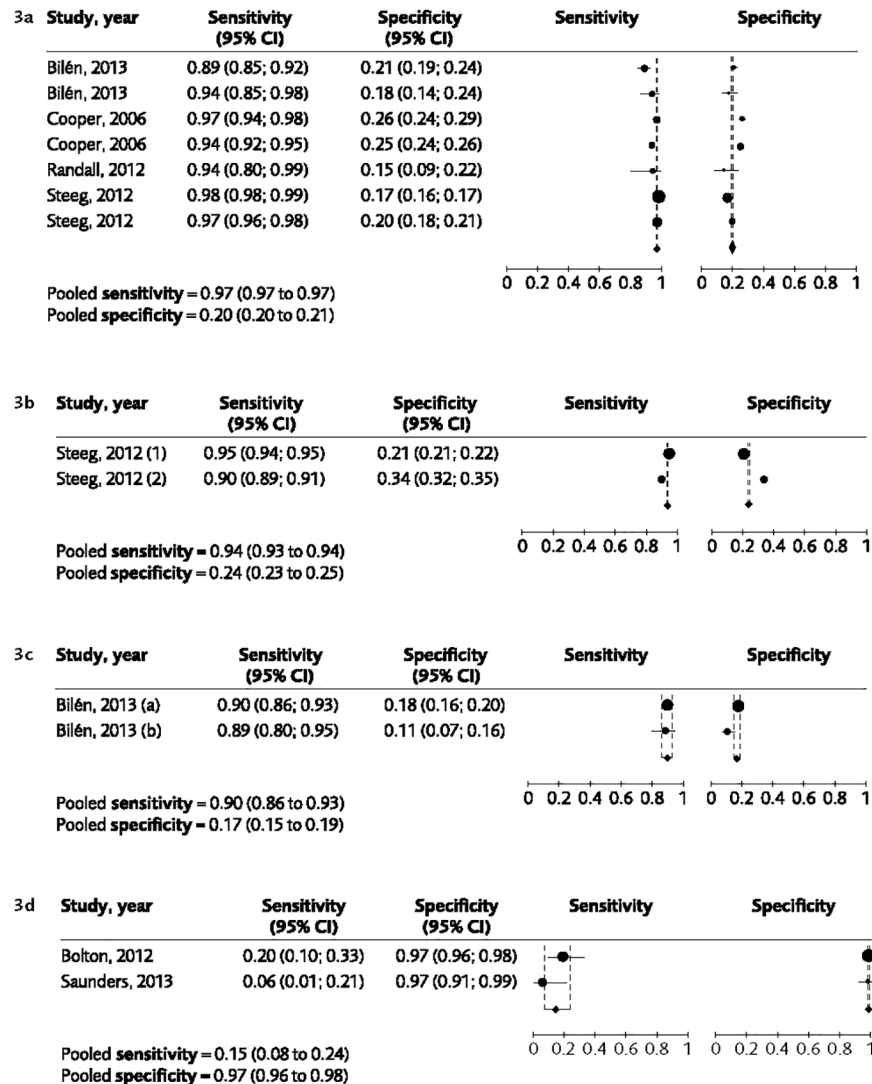 3a Study, year Sensitivity (95% CI) Specificity (95% CI) Sensitivity Specificity
Bilén, 2013 0.89 (0.85; 0.92) 0.21 (0.19; 0.24)
Bilén, 2013 0.94 (0.85; 0.98) 0.18 (0.14; 0.24)
Cooper, 2006 0.97 (0.94; 0.98) 0.26 (0.24; 0.29)
Cooper, 2006 0.94 (0.92; 0.95) 0.25 (0.24; 0.26)
Randall, 2012 0.94 (0.80; 0.99) 0.15 (0.09; 0.22)
Steeg, 2012 0.98 (0.98; 0.99) 0.17 (0.16; 0.17)
Steeg, 2012 0.97 (0.96; 0.98) 0.20 (0.18; 0.21)
0 0.2 0.4 0.6 0.8 1 0 0.2 0.4 0.6 0.8 1
Pooled sensitivity = 0.97 (0.97 to 0.97)
Pooled specificity = 0.20 (0.20 to 0.21)
3b Study, year Sensitivity (95% CI) Specificity (95% CI) Sensitivity Specificity
Steeg, 2012 (1) 0.95 (0.94; 0.95) 0.21 (0.21; 0.22)
Steeg, 2012 (2) 0.90 (0.89; 0.91) 0.34 (0.32; 0.35)
0 0.2 0.4 0.6 0.8 1 0 0.2 0.4 0.6 0.8 1
Pooled sensitivity = 0.94 (0.93 to 0.94)
Pooled specificity = 0.24 (0.23 to 0.25)
3c Study, year Sensitivity (95% CI) Specificity (95% CI) Sensitivity Specificity
Bilén, 2013 (a) 0.90 (0.86; 0.93) 0.18 (0.16; 0.20)
Bilén, 2013 (b) 0.89 (0.80; 0.95) 0.11 (0.07; 0.16)
0 0.2 0.4 0.6 0.8 1 0 0.2 0.4 0.6 0.8 1
Pooled sensitivity = 0.90 (0.86 to 0.93)
Pooled specificity = 0.17 (0.15 to 0.19)
3d Study, year Sensitivity (95% CI) Specificity (95% CI) Sensitivity Specificity
Bolton, 2012 0.20 (0.10; 0.33) 0.97 (0.96; 0.98)
Saunders, 2013 0.06 (0.01; 0.21) 0.97 (0.91; 0.99)
0 0.2 0.4 0.6 0.8 1 0 0.2 0.4 0.6 0.8 1
Pooled sensitivity = 0.15 (0.08 to 0.24)
Pooled specificity = 0.97 (0.96 to 0.98)